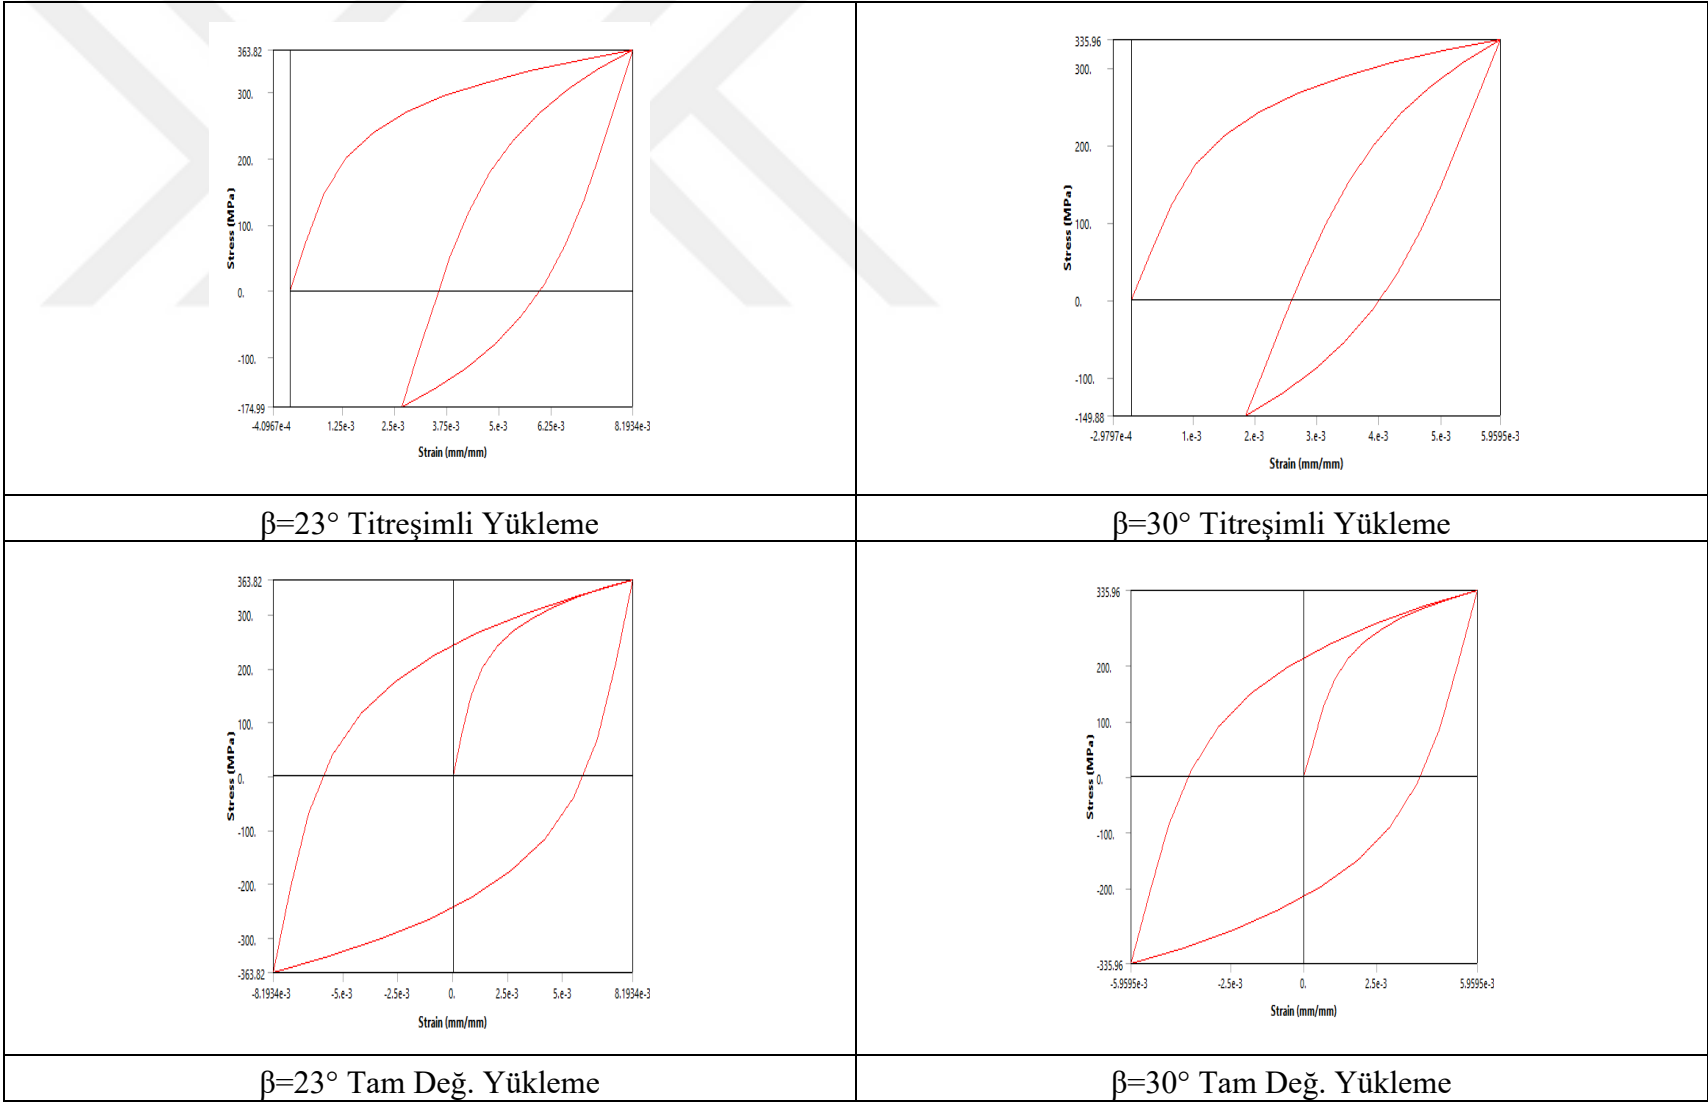 363.82
300.
200.
100.
0.
-100.
-174.99
Stress (MPa)
-4.0967e-4 1.25e-3 2.5e-3 3.75e-3 5.e-3 6.25e-3 8.1934e-3
Strain (mm/mm)
335.96
300.
200.
100.
0.
-100.
-149.88
Stress (MPa)
-2.9797e-4 1.e-3 2.e-3 3.e-3 4.e-3 5.e-3 5.9595e-3
Strain (mm/mm)
β=23° Titreşimli Yükleme
β=30° Titreşimli Yükleme
363.82
300.
200.
100.
0.
-100.
-200.
-300.
-363.82
Stress (MPa)
-8.1934e-3 -5.e-3 -2.5e-3 0. 2.5e-3 5.e-3 8.1934e-3
Strain (mm/mm)
335.96
200.
100.
0.
-100.
-200.
-335.96
Stress (MPa)
-5.9595e-3 -2.5e-3 0. 2.5e-3 5.9595e-3
Strain (mm/mm)
β=23° Tam Değ. Yükleme
β=30° Tam Değ. Yükleme